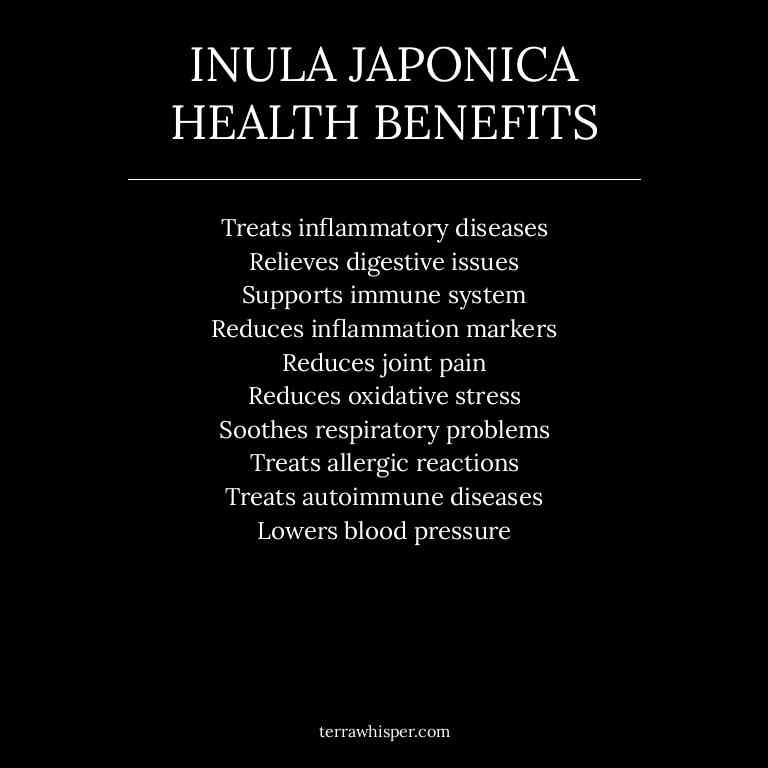 INULA JAPONICA
HEALTH BENEFITS
Treats inflammatory diseases
Relieves digestive issues
Supports immune system
Reduces inflammation markers
Reduces joint pain
Reduces oxidative stress
Soothes respiratory problems
Treats allergic reactions
Treats autoimmune diseases
Lowers blood pressure
terrawhisper.com